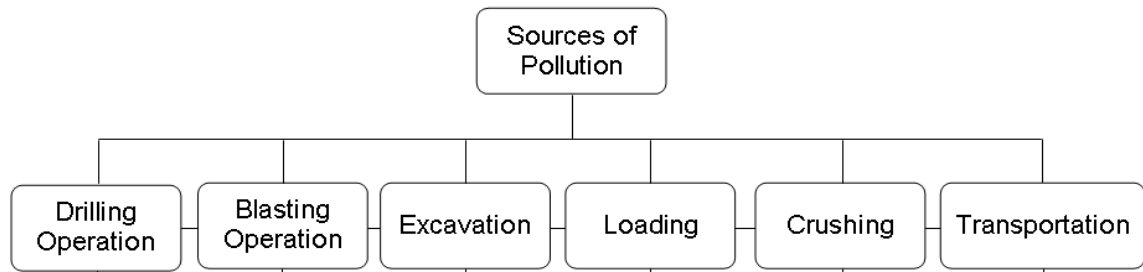 Sources of
Pollution
Drilling
Operation
Blasting
Operation
Excavation
Loading
Crushing
Transportation